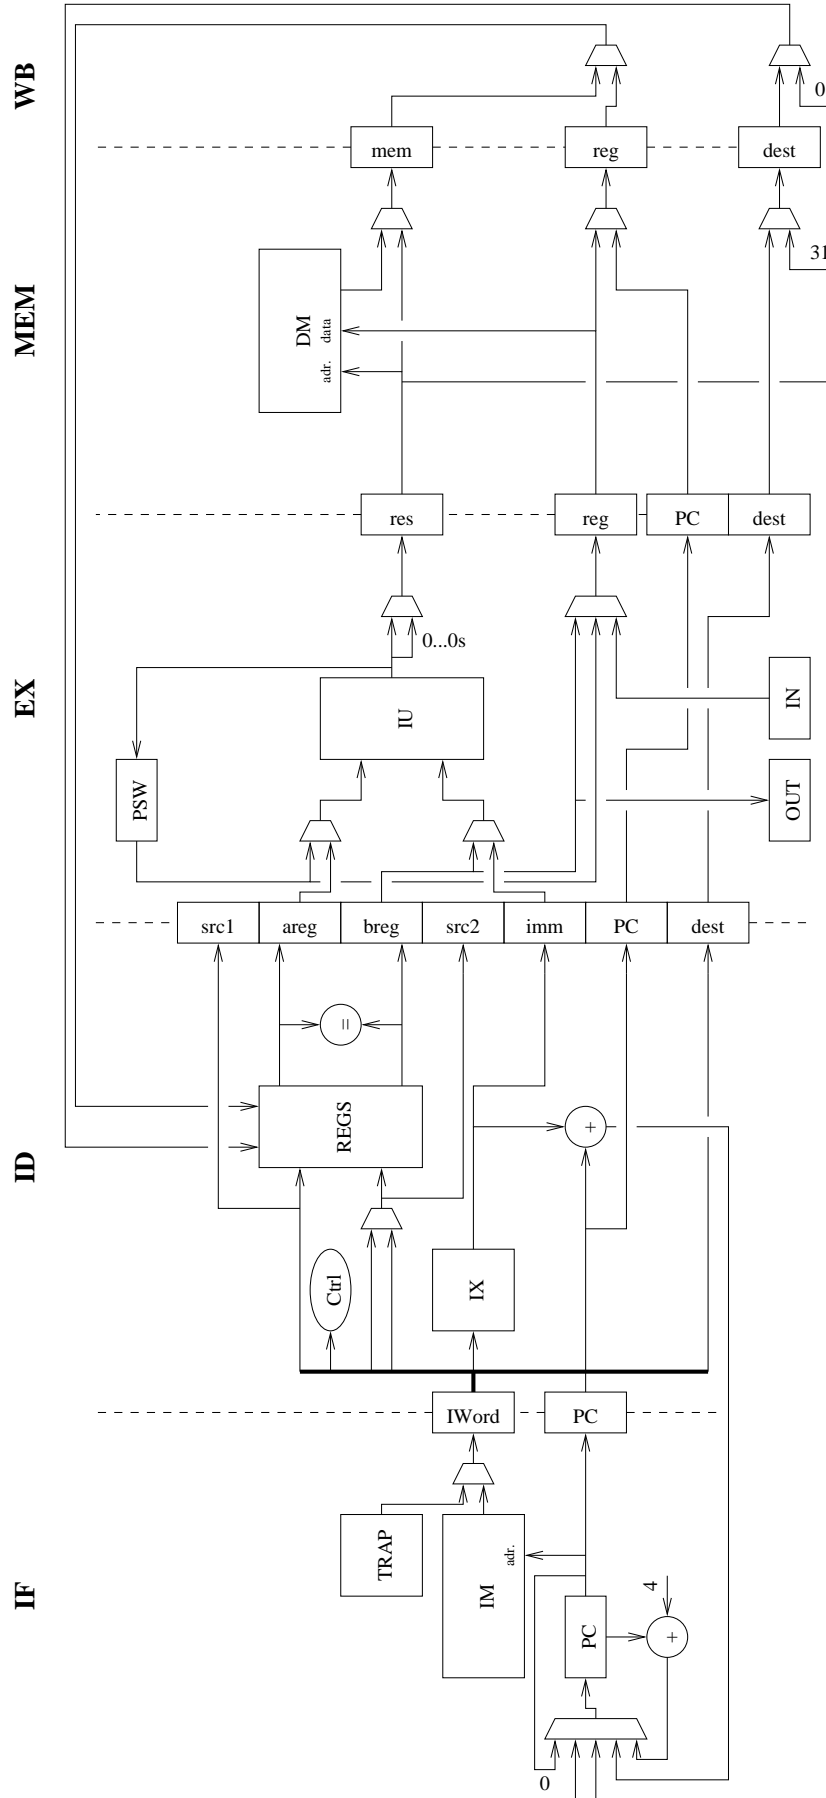 WB
0
mem
reg
dest
MEM
31
DM
adr.
data
res
reg
PC
dest
EX
0...0s
IU
PSW
IN
OUT
src1
areg
breg
src2
imm
PC
dest
=
ID
REGS
+
Ctrl
IX
IWord
PC
IF
TRAP
IM
adr.
4
PC
+
0